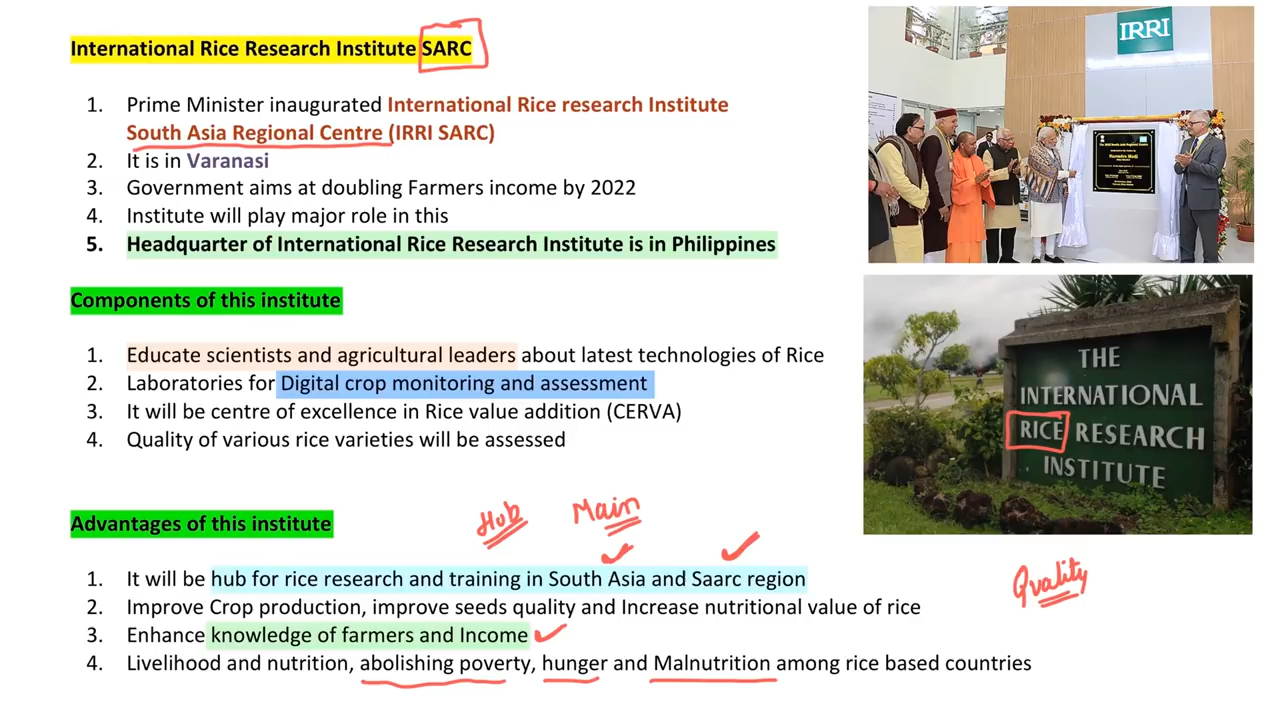 International Rice Research Institute SARC
1. Prime Minister inaugurated International Rice research Institute
South Asia Regional Centre (IRRI SARC)
2. It is in Varanasi
3. Government aims at doubling Farmers income by 2022
4. Institute will play major role in this
5. Headquarter of International Rice Research Institute is in Philippines
Components of this institute
1. Educate scientists and agricultural leaders about latest technologies of Rice
2. Laboratories for Digital crop monitoring and assessment
3. It will be centre of excellence in Rice value addition (CERVA)
4. Quality of various rice varieties will be assessed
Advantages of this institute
Hub Main
1. It will be hub for rice research and training in South Asia and Saarc region
2. Improve Crop production, improve seeds quality and Increase nutritional value of rice
3. Enhance knowledge of farmers and Income
4. Livelihood and nutrition, abolishing poverty, hunger and Malnutrition among rice based countries
IRRI
Narendra Modi
THE
INTERNATIONAL
RICE RESEARCH
INSTITUTE
Quality